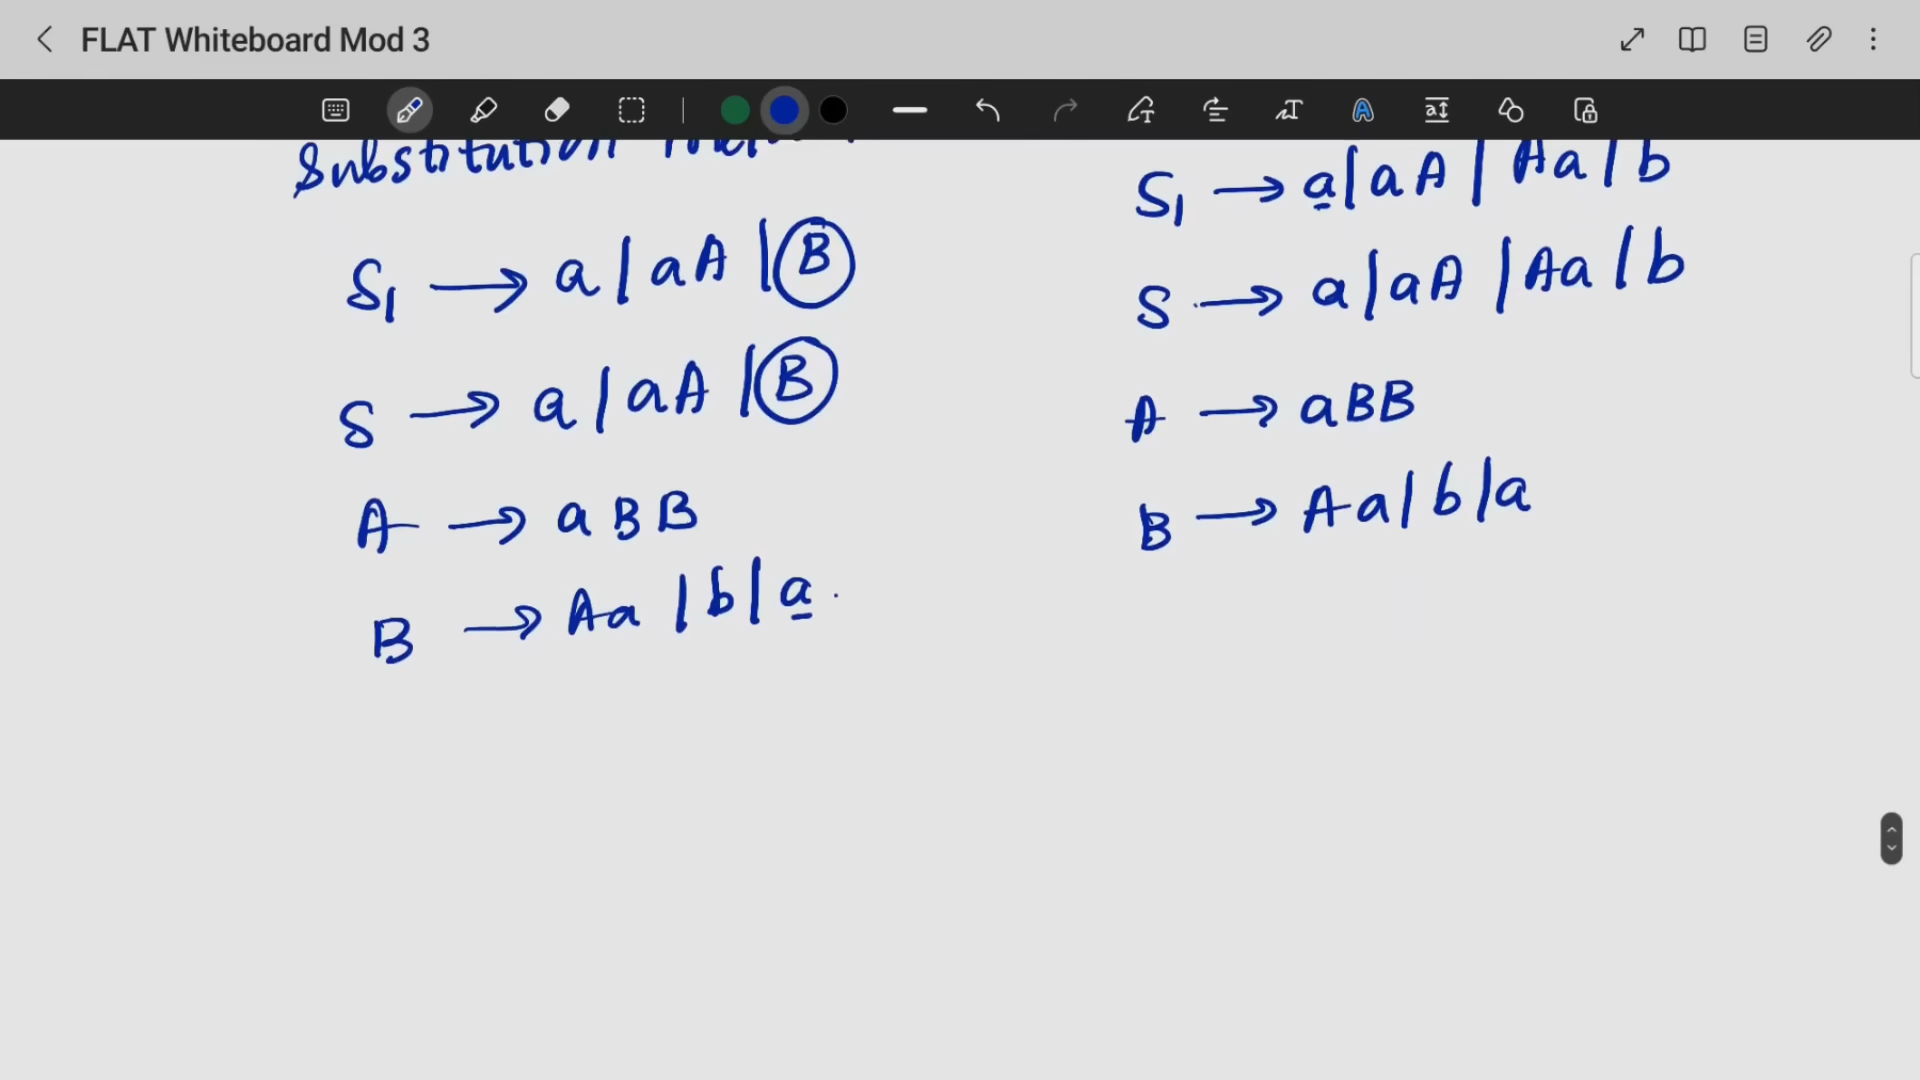 FLAT Whiteboard Mod 3
Substitution
S₁ → a | aA | B
S → a | aA | B
A → aBB
B → Aa | b | a .
S₁ → a | aA | Aa | b
S → a | aA | Aa | b
A → aBB
B → Aa | b | a